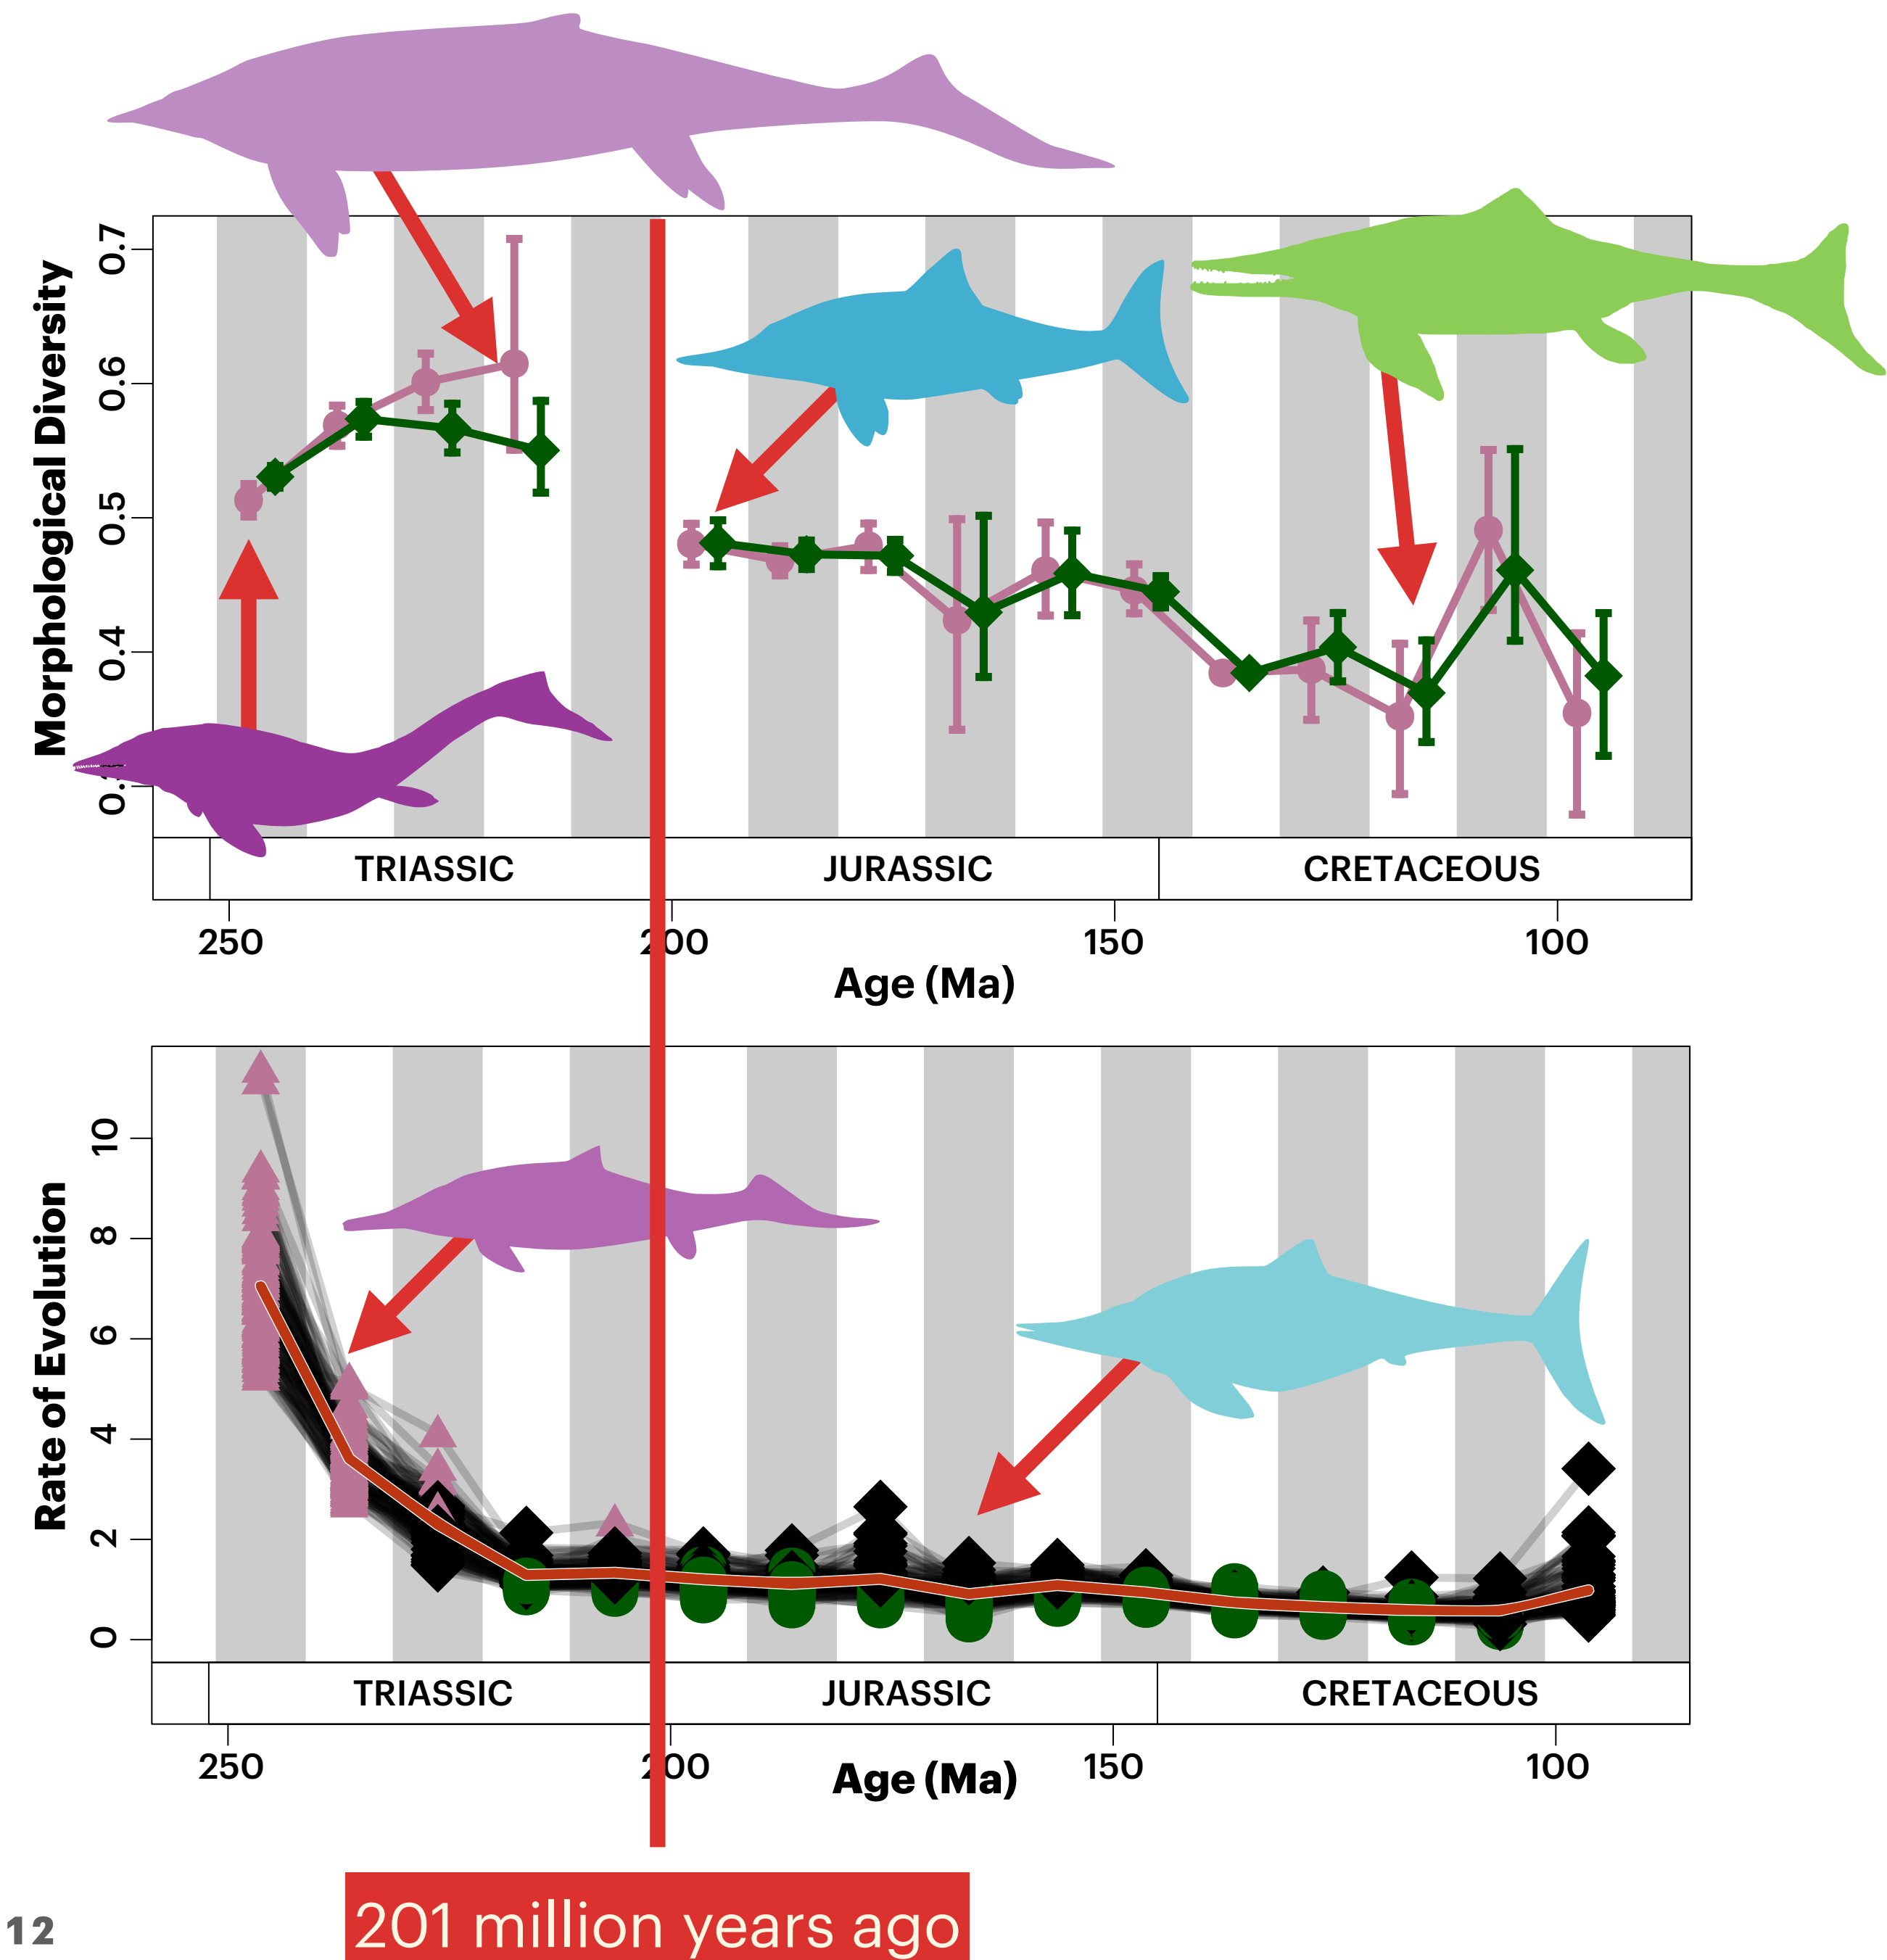 Morphological Diversity
0.7
0.6
0.5
0.4
0.
TRIASSIC JURASSIC CRETACEOUS
250 200 150 100
Age (Ma)
Rate of Evolution
10
8
6
4
2
0
TRIASSIC JURASSIC CRETACEOUS
250 200 150 100
Age (Ma)
201 million years ago
12